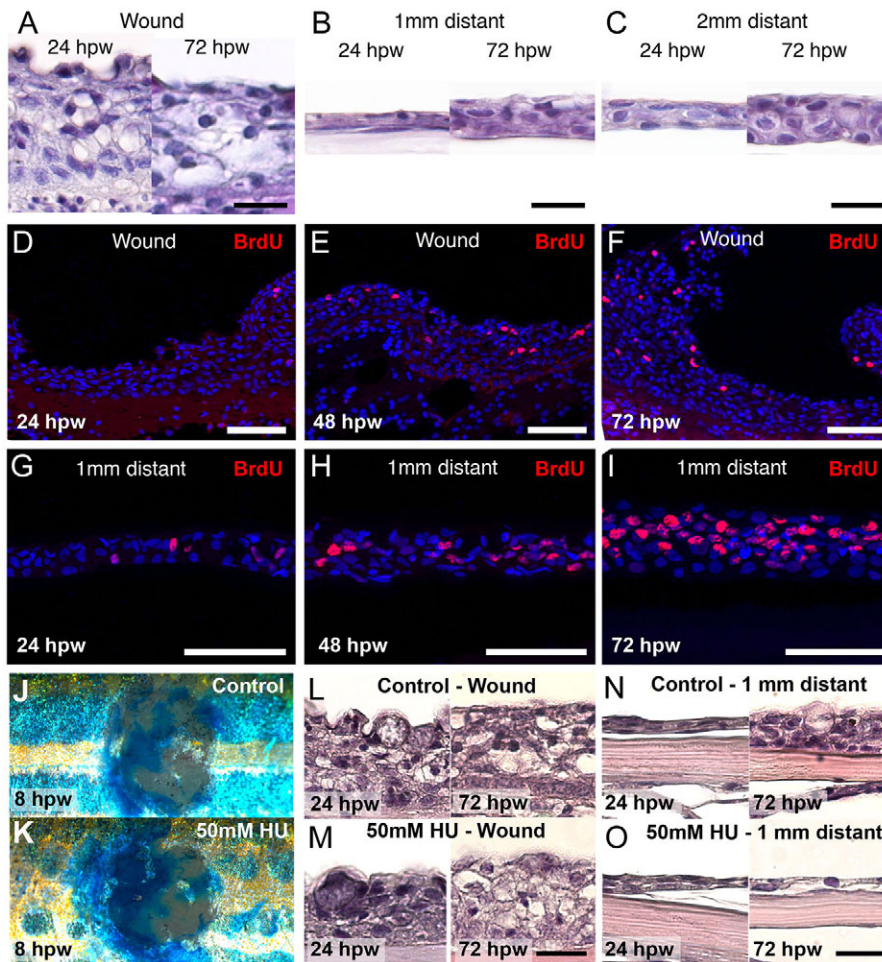 A Wound
24 hpw 72 hpw
B 1mm distant
24 hpw 72 hpw
C 2mm distant
24 hpw 72 hpw
D Wound BrdU
24 hpw
E Wound BrdU
48 hpw
F Wound BrdU
72 hpw
G 1mm distant BrdU
24 hpw
H 1mm distant BrdU
48 hpw
I 1mm distant BrdU
72 hpw
J Control
8 hpw
K 50mM HU
8 hpw
L Control - Wound
24 hpw 72 hpw
M 50mM HU - Wound
24 hpw 72 hpw
N Control - 1 mm distant
24 hpw 72 hpw
O 50mM HU - 1 mm distant
24 hpw 72 hpw